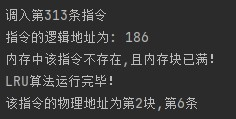 调入第313条指令
指令的逻辑地址为: 186
内存中该指令不存在,且内存块已满!
LRU算法运行完毕!
该指令的物理地址为第2块,第6条